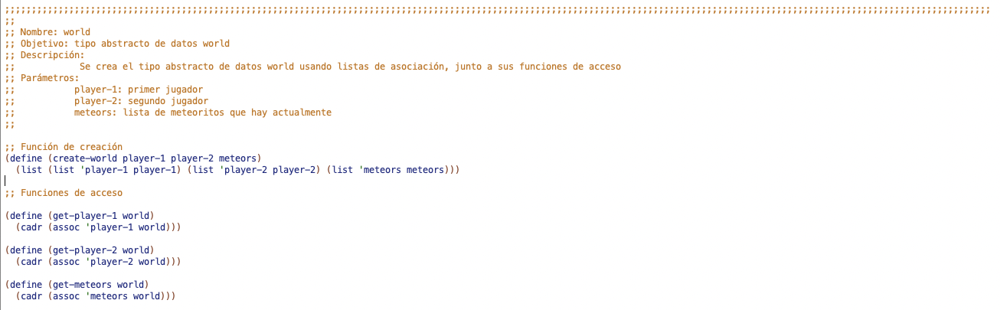 ;;;;;;;;;;;;;;;;;;;;;;;;;;;;;;;;;;;;;;;;;;;;;;;;;;;;;;;;;;;;;;;;;;;;;;;;;;;;;;;;;;;;;;;;;;;;;;;;;;;;;;;;;;;;;;;;;;;;;;;;;;;;;;;;;;;;;;;;;;;;;;;;;;;;;;;;;;;;;;;;;;;;;;;;;;;;;;;;;;;;;;;;
;;
;; Nombre: world
;; Objetivo: tipo abstracto de datos world
;; Descripción:
;;            Se crea el tipo abstracto de datos world usando listas de asociación, junto a sus funciones de acceso
;; Parámetros:
;;           player-1: primer jugador
;;           player-2: segundo jugador
;;           meteors: lista de meteoritos que hay actualmente
;;
;; Función de creación
(define (create-world player-1 player-2 meteors)
  (list (list 'player-1 player-1) (list 'player-2 player-2) (list 'meteors meteors)))
;; Funciones de acceso
(define (get-player-1 world)
  (cadr (assoc 'player-1 world)))
(define (get-player-2 world)
  (cadr (assoc 'player-2 world)))
(define (get-meteors world)
  (cadr (assoc 'meteors world)))